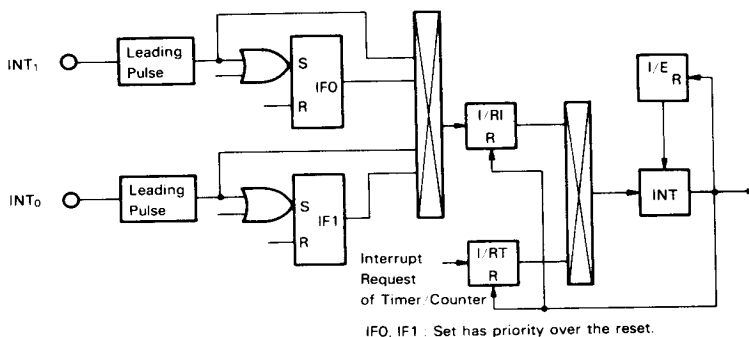 INT₁
Leading
Pulse
S
IF0
R
INT₀
Leading
Pulse
S
IF1
R
I/RI
R
I/E
R
INT
Interrupt
Request
of Timer/Counter
I/RT
R
IF0, IF1 : Set has priority over the reset.